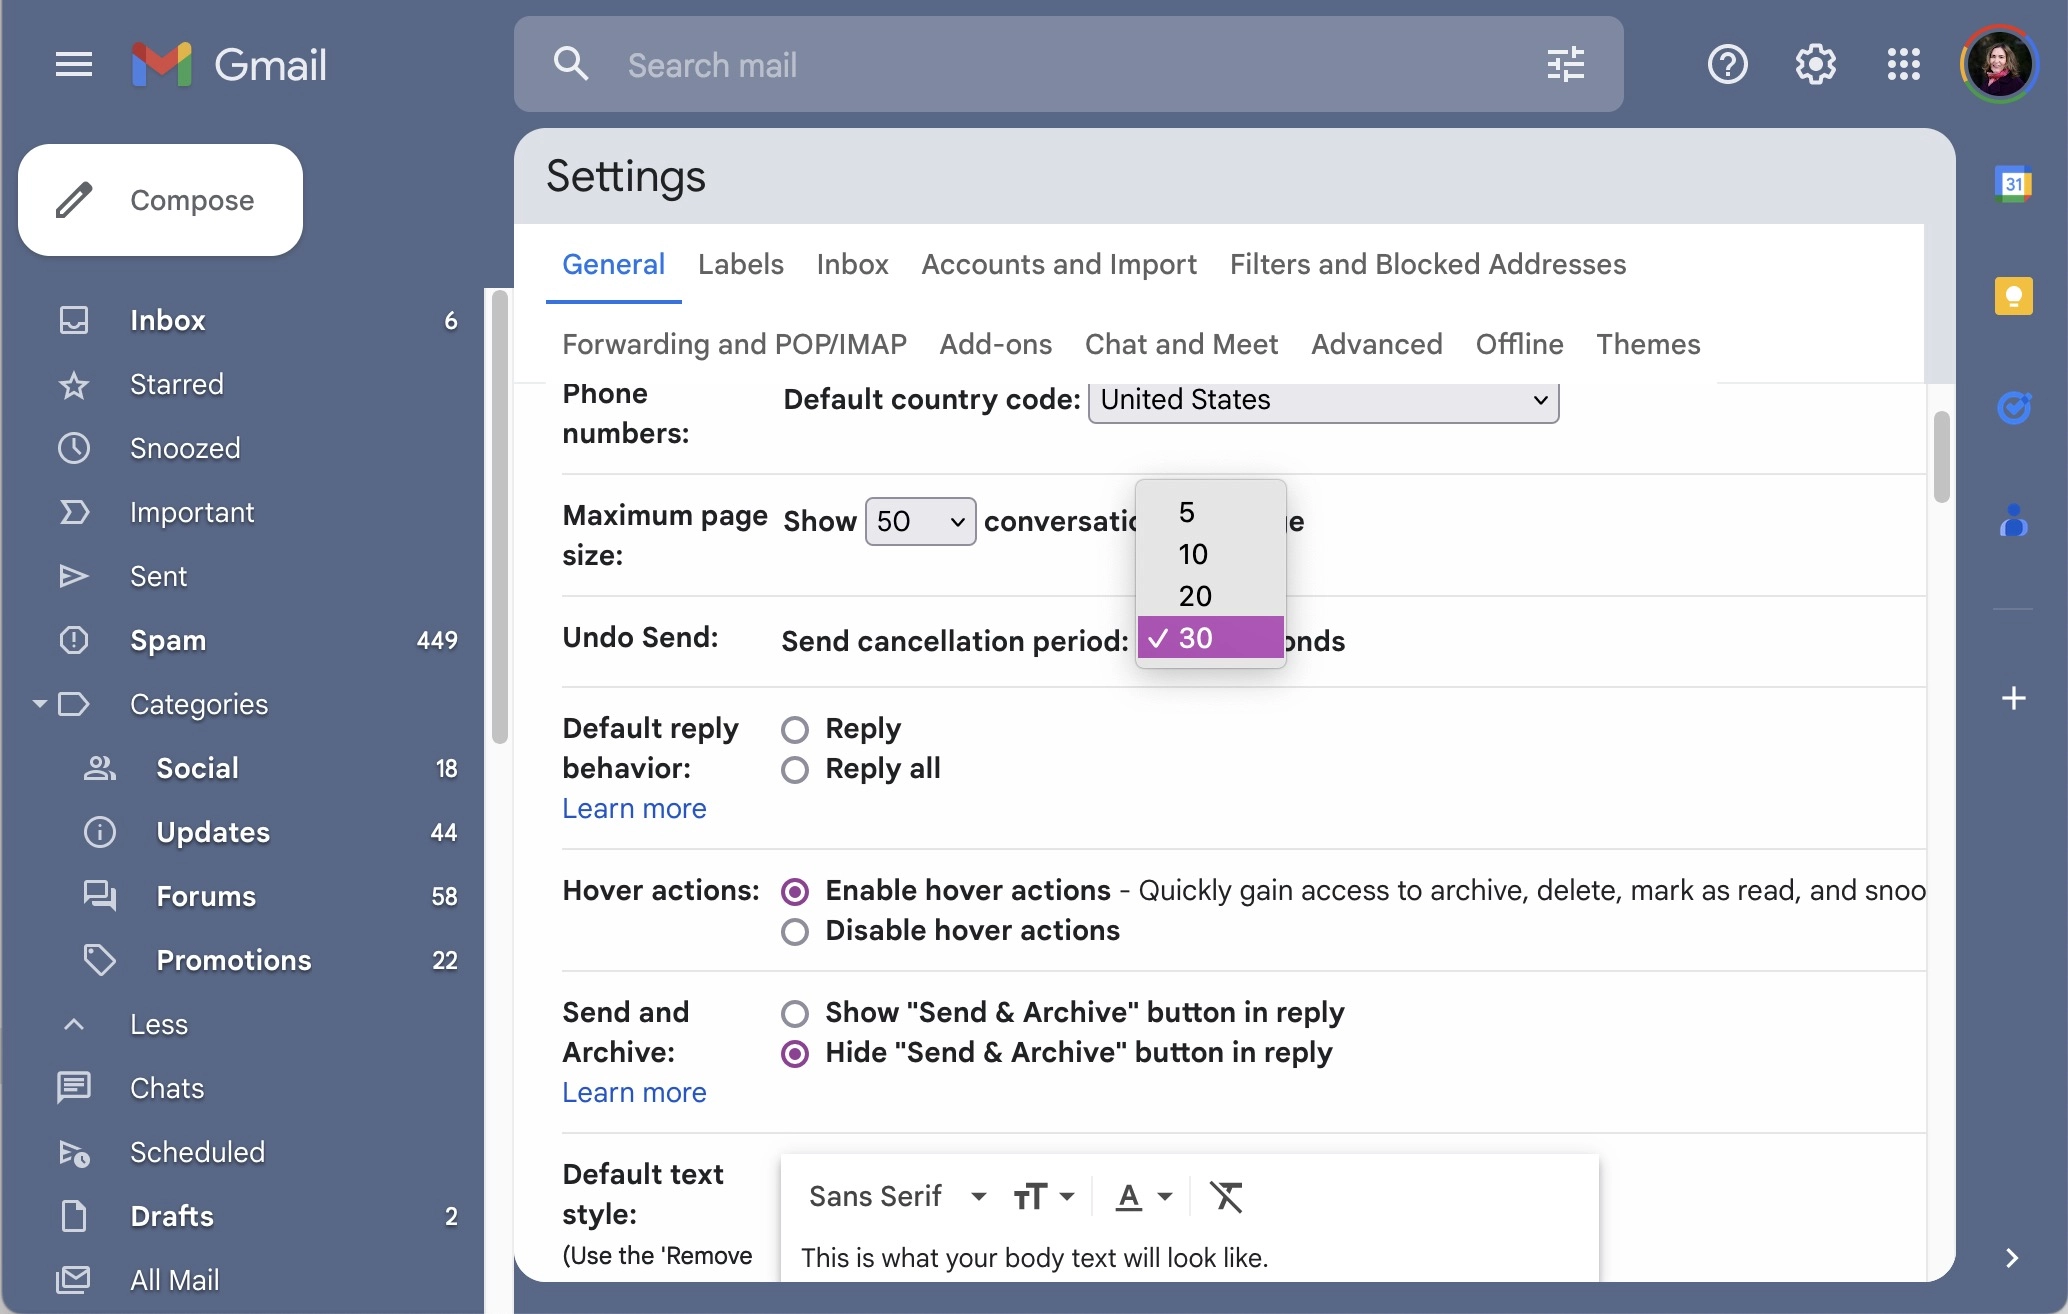 Gmail
Search mail
Compose
Inbox 6
Starred
Snoozed
Important
Sent
Spam 449
Categories
Social 18
Updates 44
Forums 58
Promotions 22
Less
Chats
Scheduled
Drafts 2
All Mail
Settings
General Labels Inbox Accounts and Import Filters and Blocked Addresses
Forwarding and POP/IMAP Add-ons Chat and Meet Advanced Offline Themes
Phone
numbers:
Default country code: United States
Maximum page
size:
Show 50
5
10
20
30
Undo Send:
Send cancellation period:
Default reply
behavior:
Learn more
Reply
Reply all
Hover actions:
Enable hover actions - Quickly gain access to archive, delete, mark as read, and snoo
Disable hover actions
Send and
Archive:
Learn more
Show "Send & Archive" button in reply
Hide "Send & Archive" button in reply
Default text
style:
(Use the 'Remove
Sans Serif
This is what your body text will look like.
31